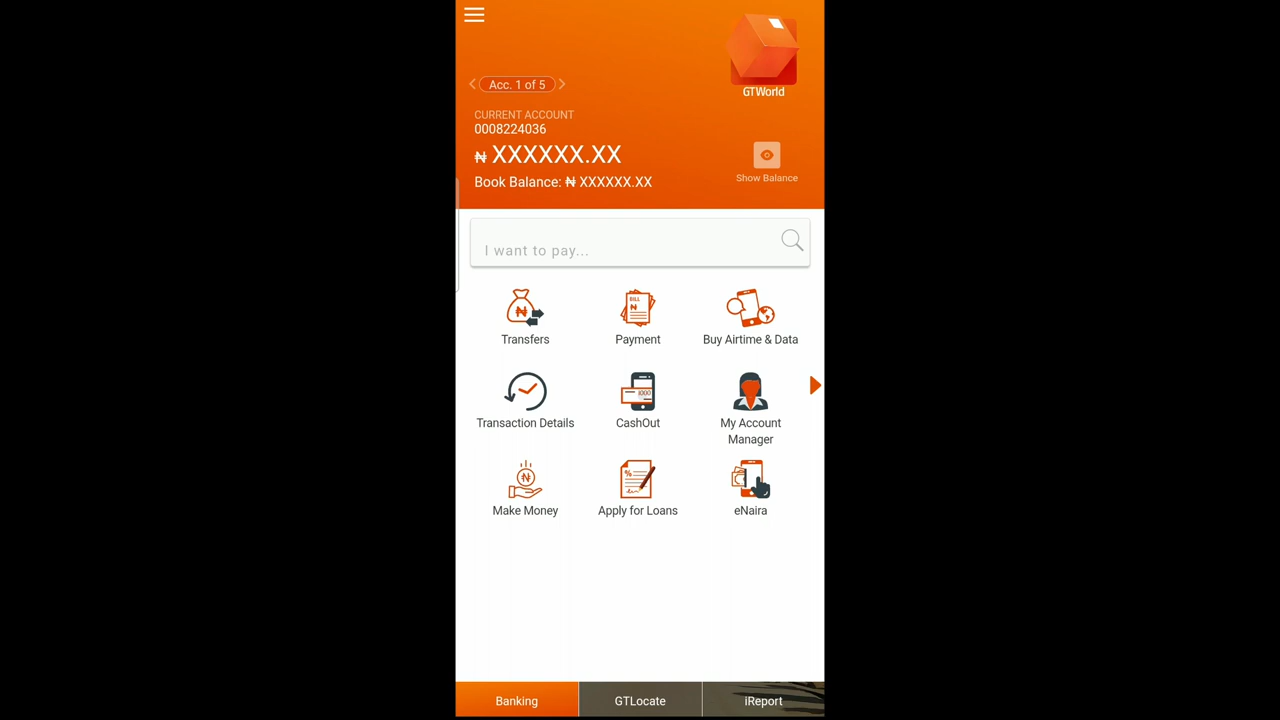 GTWorld
Acc. 1 of 5
CURRENT ACCOUNT
0008224036
₦ XXXXXX.XX
Book Balance: ₦ XXXXXX.XX
Show Balance
I want to pay...
BILL
₦
₦
Transfers
Payment
Buy Airtime & Data
Transaction Details
CashOut
My Account
Manager
₦
%
Make Money
Apply for Loans
eNaira
Banking
GTLocate
iReport